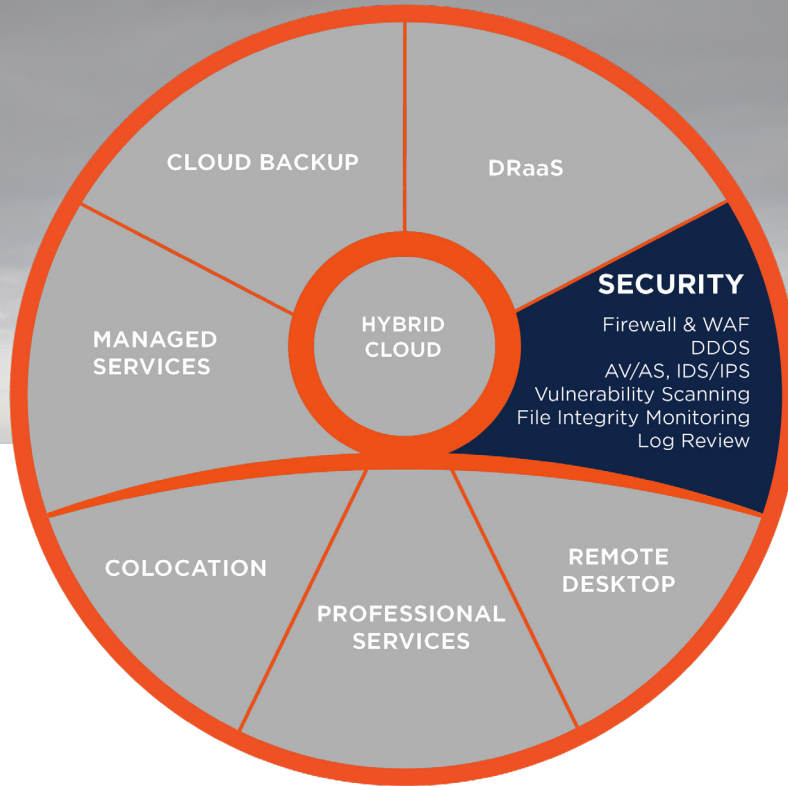 CLOUD BACKUP
DRaaS
SECURITY
Firewall & WAF
DDOS
AV/AS, IDS/IPS
Vulnerability Scanning
File Integrity Monitoring
Log Review
HYBRID
CLOUD
MANAGED
SERVICES
COLOCATION
PROFESSIONAL
SERVICES
REMOTE
DESKTOP